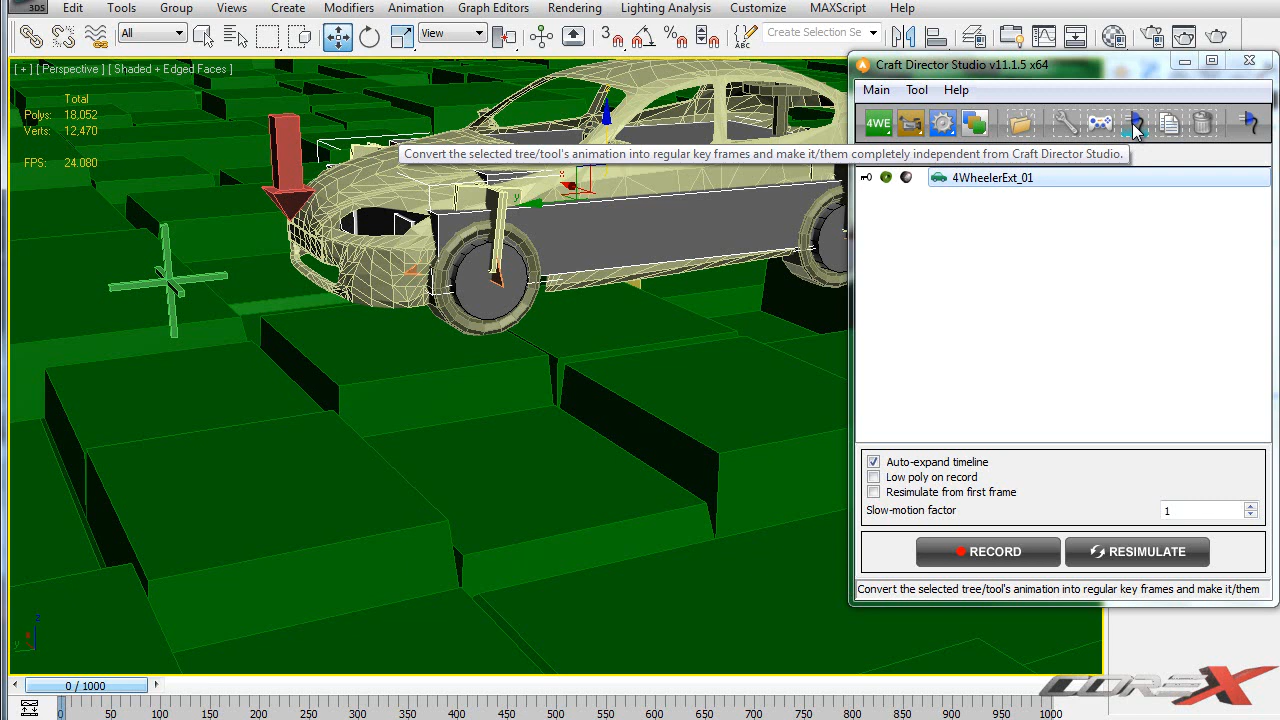 3DS Edit Tools Group Views Create Modifiers Animation Graph Editors Rendering Lighting Analysis Customize MAXScript Help
All View 3 Create Selection Se
[ + ] [ Perspective ] [ Shaded + Edged Faces ]
Total
Polys: 18,052
Verts: 12,470
FPS: 24.080
Craft Director Studio v11.1.5 x64
Main Tool Help
4WE
Convert the selected tree/tool's animation into regular key frames and make it/them completely independent from Craft Director Studio.
4WheelerExt_01
x
y
Auto-expand timeline
Low poly on record
Resimulate from first frame
Slow-motion factor 1
RECORD RESIMULATE
Convert the selected tree/tool's animation into regular key frames and make it/them
z
y
0 / 1000
COREX
0 50 100 150 200 250 300 350 400 450 500 550 600 650 700 750 800 850 900 950 1000